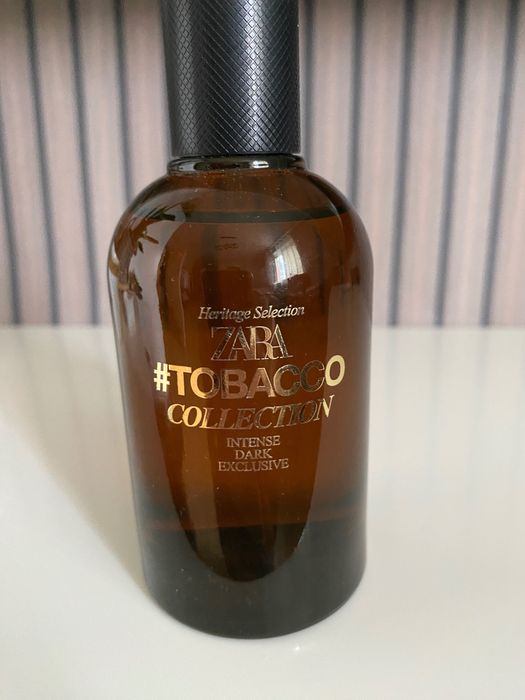 Heritage Selection
ZARA
#TOBACCO
COLLECTION
INTENSE
DARK
EXCLUSIVE